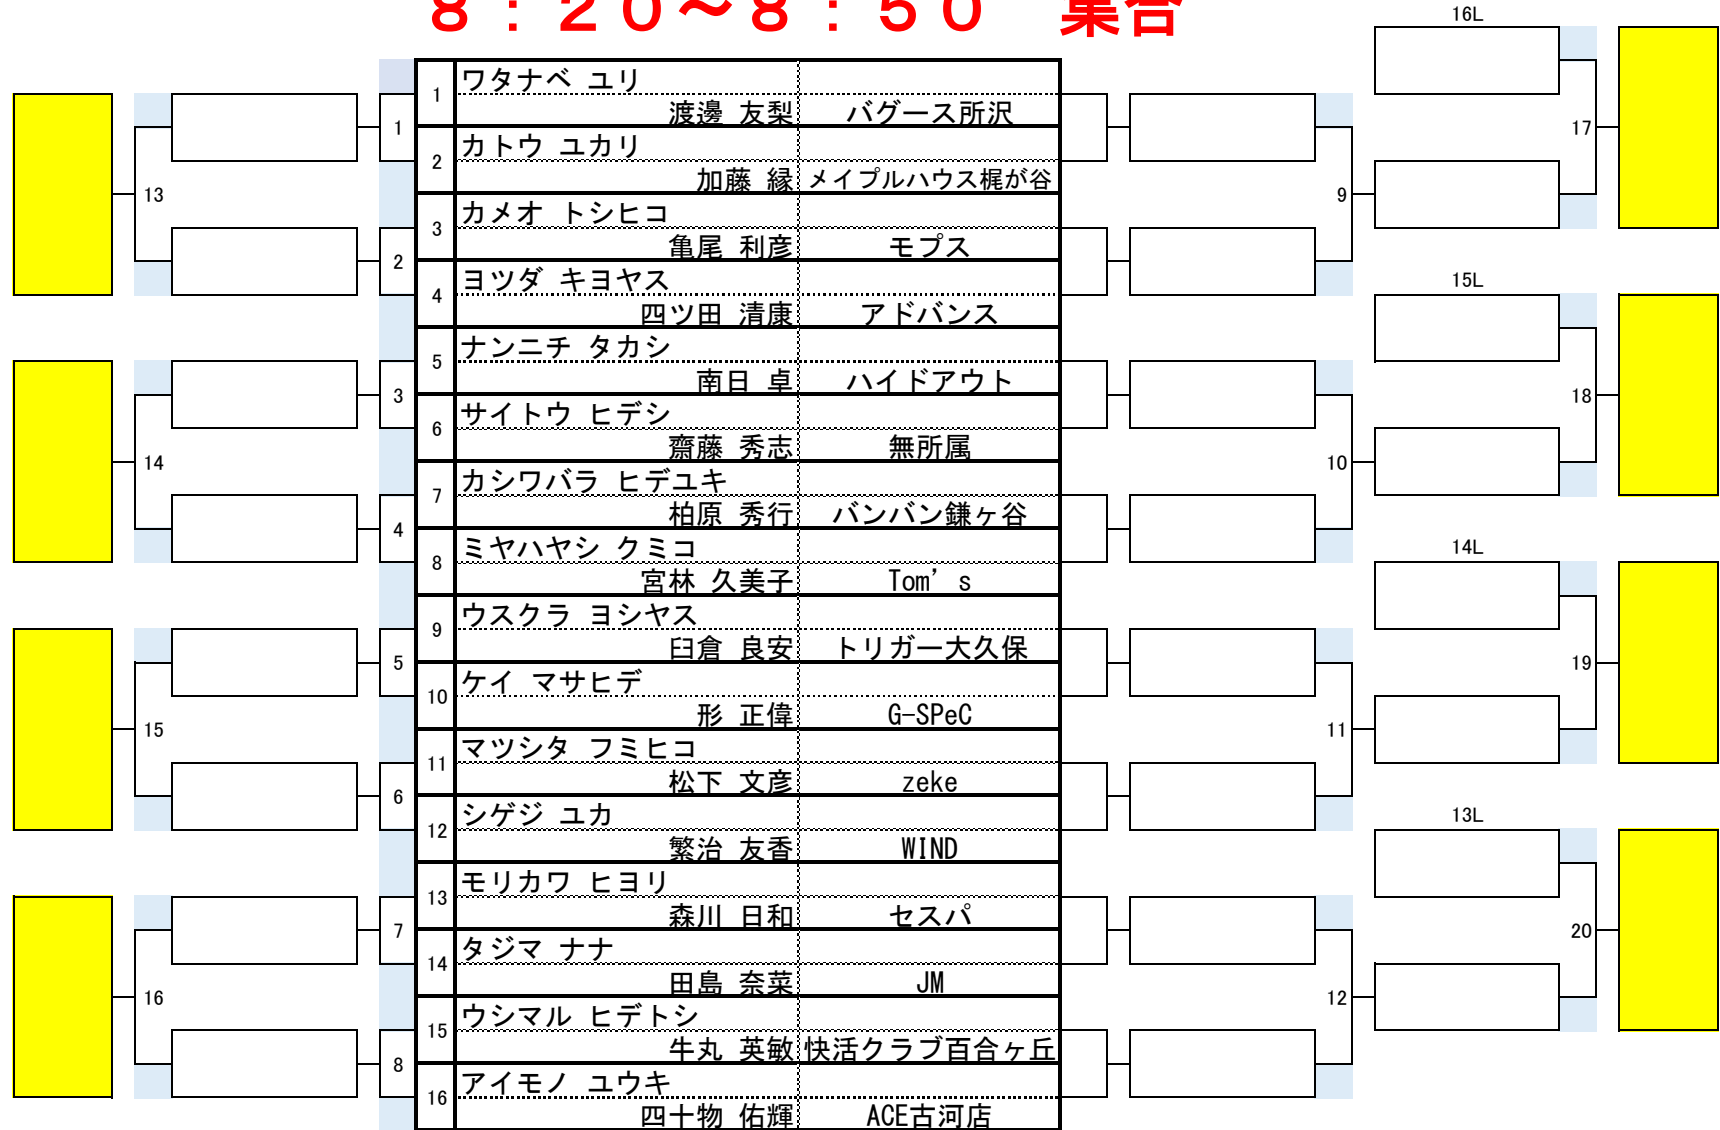 8：20～8：50 集合
16L
1 ワタナベ ユリ
渡邊 友梨 バグース所沢
1
17
2 カトウ ユカリ
加藤 縁 メイプルハウス梶が谷
13
9
3 カメオ トシヒコ
亀尾 利彦 モプス
2
4 ヨツダ キヨヤス
四ツ田 清康 アドバンス
15L
5 ナンニチ タカシ
南日 卓 ハイドアウト
3
18
6 サイトウ ヒデシ
齋藤 秀志 無所属
14
10
7 カシワバラ ヒデユキ
柏原 秀行 バンバン鎌ヶ谷
4
8 ミヤハヤシ クミコ
宮林 久美子 Tom’s
14L
9 ウスクラ ヨシヤス
臼倉 良安 トリガー大久保
5
19
10 ケイ マサヒデ
形 正偉 G-SPeC
15
11
11 マツシタ フミヒコ
松下 文彦 zeke
6
12 シゲジ ユカ
繁治 友香 WIND
13L
13 モリカワ ヒヨリ
森川 日和 セスパ
7
20
14 タジマ ナナ
田島 奈菜 JM
16
12
15 ウシマル ヒデトシ
牛丸 英敏 快活クラブ百合ヶ丘
8
16 アイモノ ユウキ
四十物 佑輝 ACE古河店